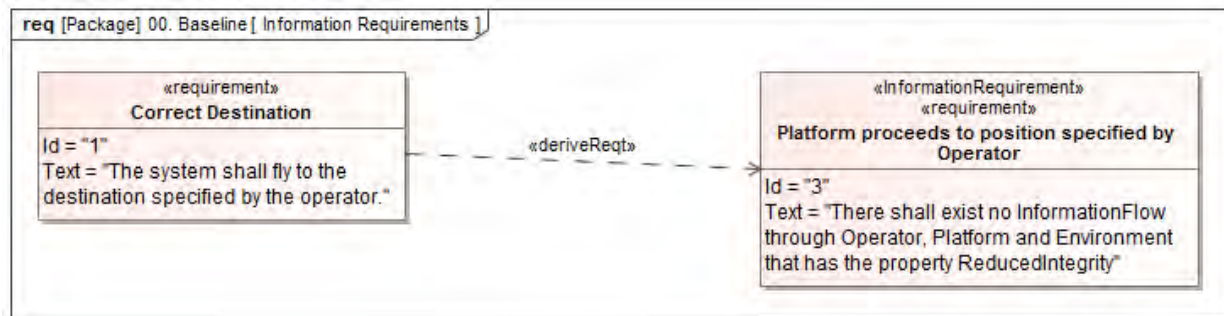 req [Package] 00. Baseline [ Information Requirements ]
«requirement»
Correct Destination
Id = "1"
Text = "The system shall fly to the
destination specified by the operator."
«deriveReqt»
«InformationRequirement»
«requirement»
Platform proceeds to position specified by
Operator
Id = "3"
Text = "There shall exist no InformationFlow
through Operator, Platform and Environment
that has the property ReducedIntegrity"